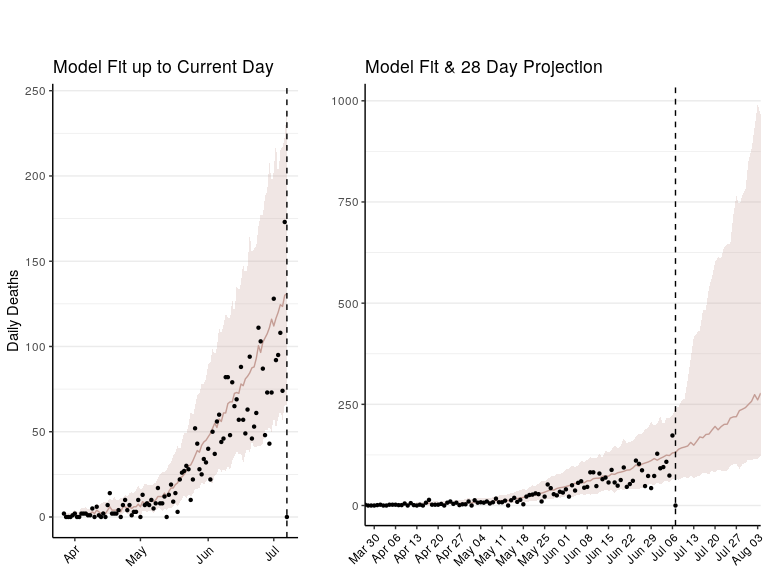 Model Fit up to Current Day
Daily Deaths
250
200
150
100
50
0
Apr
May
Jun
Jul
Model Fit & 28 Day Projection
1000
750
500
250
0
Mar 30
Apr 06
Apr 13
Apr 20
Apr 27
May 04
May 11
May 18
May 25
Jun 01
Jun 08
Jun 15
Jun 22
Jun 29
Jul 06
Jul 13
Jul 20
Jul 27
Aug 03